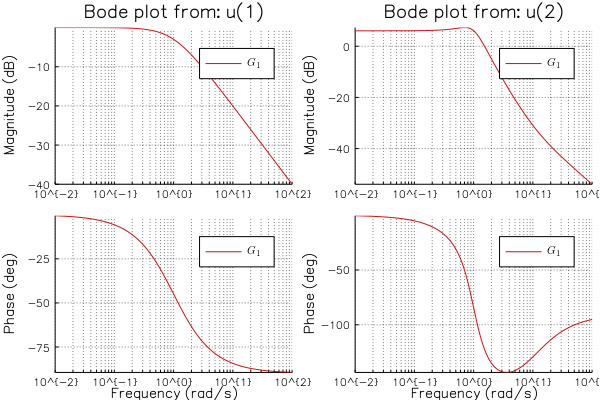 Bode plot from: u(1)
Magnitude (dB)
−10
−20
−30
−40
G₁
10^{-2}
10^{-1}
10^{0}
10^{1}
10^{2}
Bode plot from: u(2)
Magnitude (dB)
0
−20
−40
G₁
10^{-2}
10^{-1}
10^{0}
10^{1}
10^{
Phase (deg)
−25
−50
−75
G₁
10^{-2}
10^{-1}
10^{0}
10^{1}
10^{2}
Frequency (rad/s)
Phase (deg)
−50
−100
G₁
10^{-2}
10^{-1}
10^{0}
10^{1}
10^{
Frequency (rad/s)